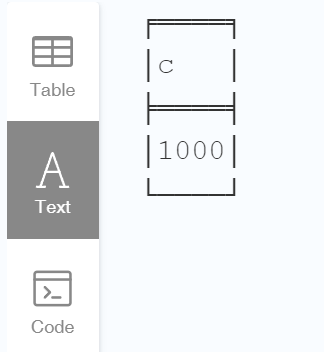 Table
Text
Code
╒══════╕
│c     │
╞══════╡
│1000│
└──────┘